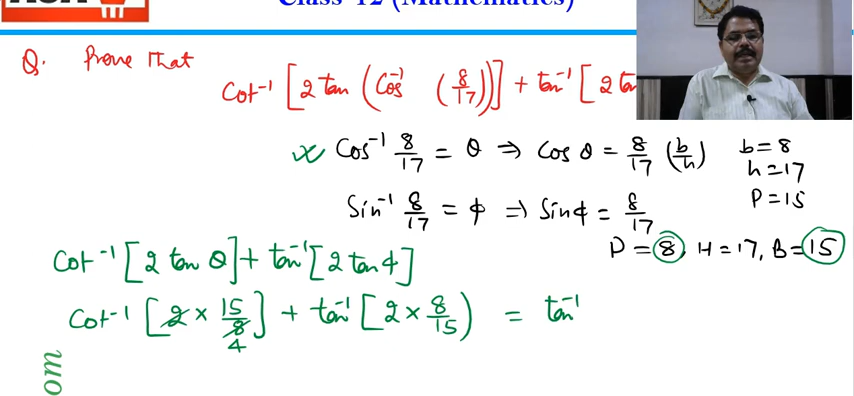 Class-12 (Mathematics)
Q. Prove that
Cot⁻¹ [2 tan (Cos⁻¹ (8/17))] + tan⁻¹ [2 tan
Cos⁻¹ 8/17 = θ ⇒ Cos θ = 8/17 (b/h) b = 8
h = 17
P = 15
Sin⁻¹ 8/17 = ϕ ⇒ Sin ϕ = 8/17
P = 8, H = 17, B = 15
Cot⁻¹ [2 tan θ] + tan⁻¹ [2 tan ϕ]
Cot⁻¹ [2 × 15/8 4] + tan⁻¹ [2 × 8/15) = tan⁻¹
om